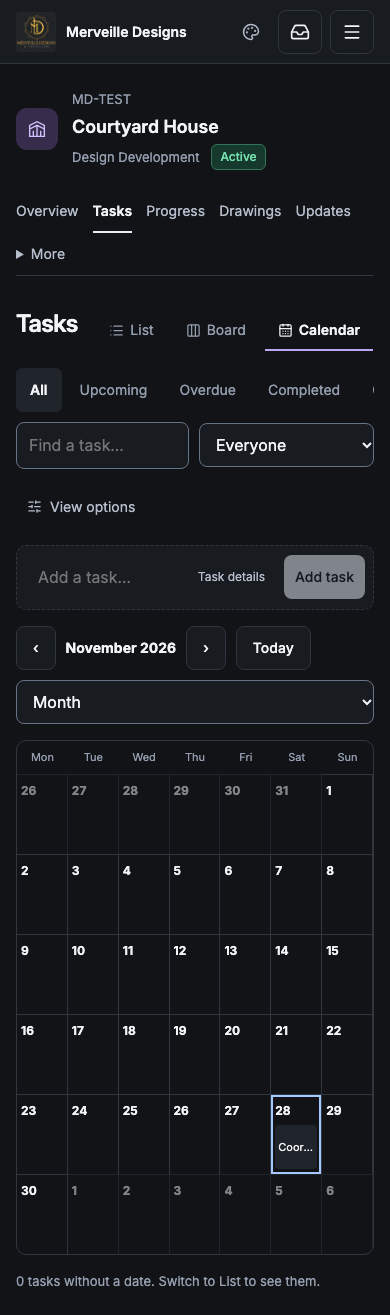 MERVEILLE DESIGNS
Merveille Designs
MD-TEST
Courtyard House
Design Development Active
Overview Tasks Progress Drawings Updates
More
Tasks List Board Calendar
All Upcoming Overdue Completed
Find a task... Everyone
View options
Add a task... Task details Add task
‹ November 2026 › Today
Month
Mon Tue Wed Thu Fri Sat Sun
26 27 28 29 30 31 1
2 3 4 5 6 7 8
9 10 11 12 13 14 15
16 17 18 19 20 21 22
23 24 25 26 27 28 29
Coor...
30 1 2 3 4 5 6
0 tasks without a date. Switch to List to see them.